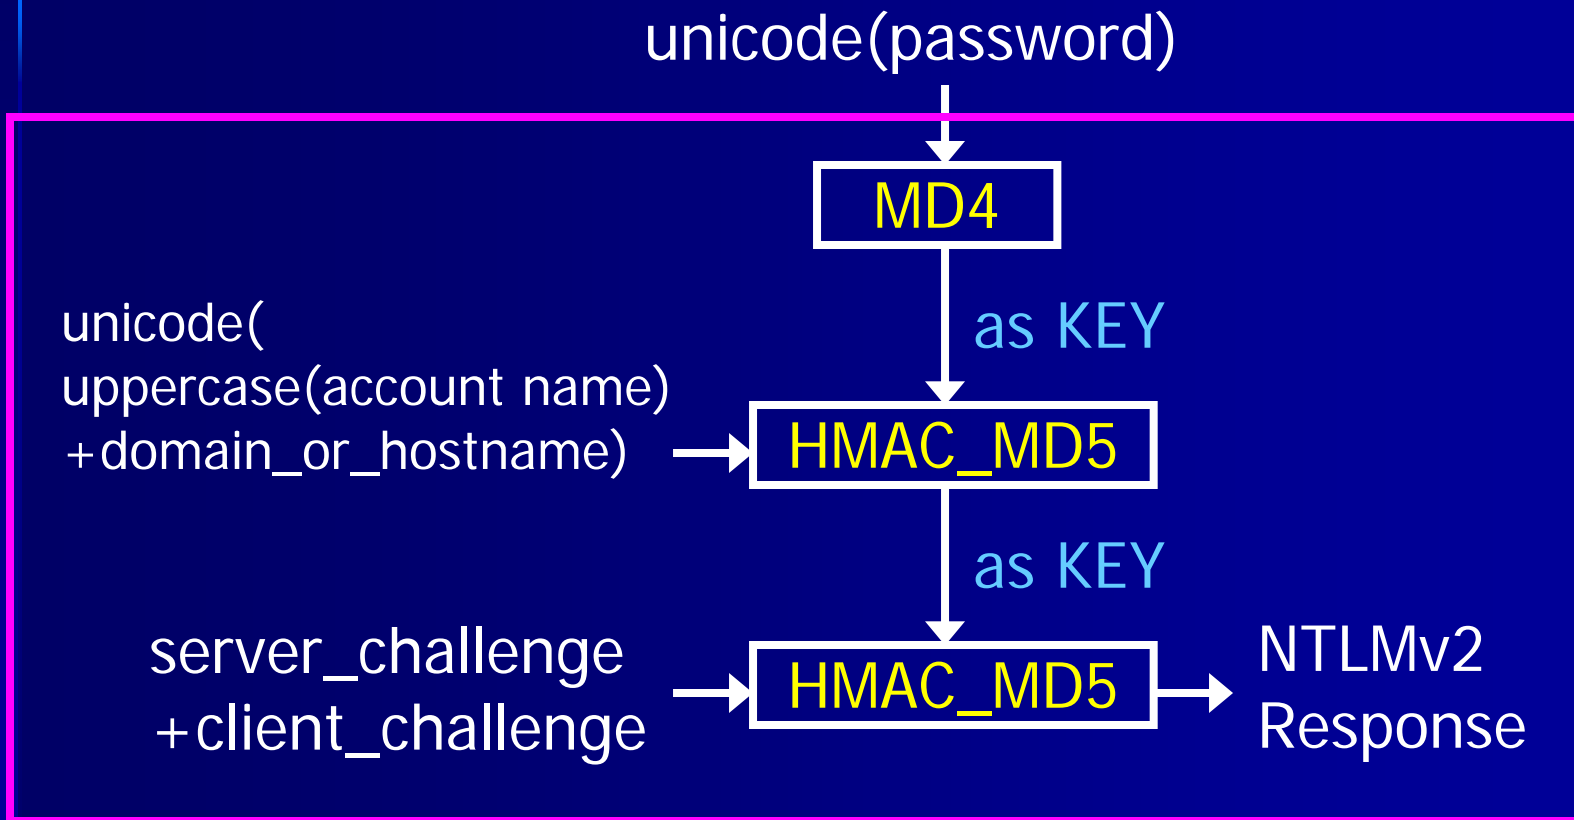 unicode(password)
MD4
as KEY
unicode(
uppercase(account name)
+domain_or_hostname)
HMAC_MD5
as KEY
server_challenge
+client_challenge
HMAC_MD5
NTLMv2
Response